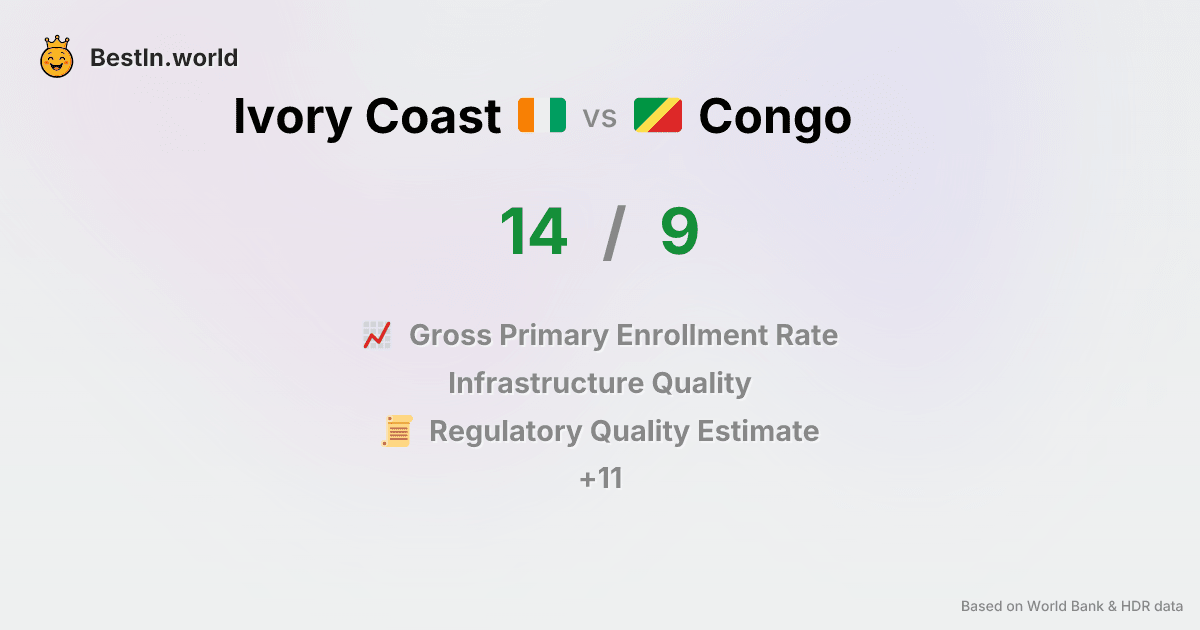 BestIn.world
Ivory Coast vs Congo
14 / 9
Gross Primary Enrollment Rate
Infrastructure Quality
Regulatory Quality Estimate
+11
Based on World Bank & HDR data